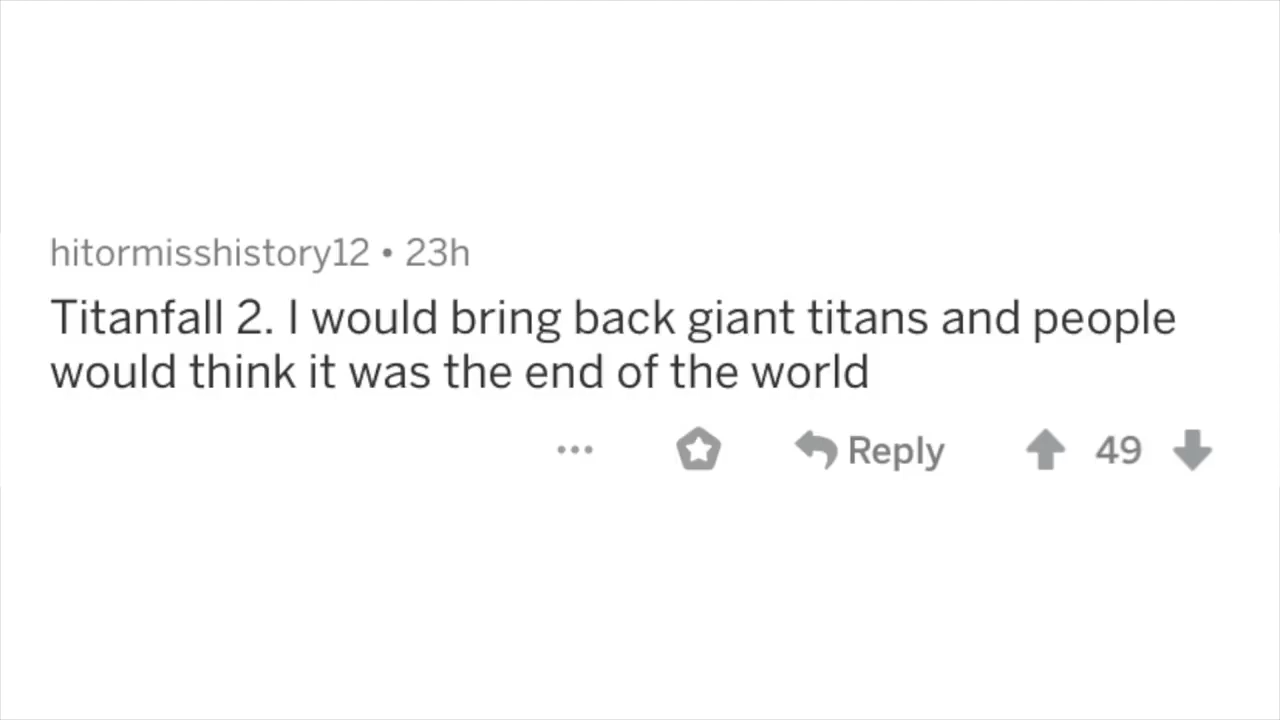 hitormisshistory12 • 23h
Titanfall 2. I would bring back giant titans and people
would think it was the end of the world
Reply 49